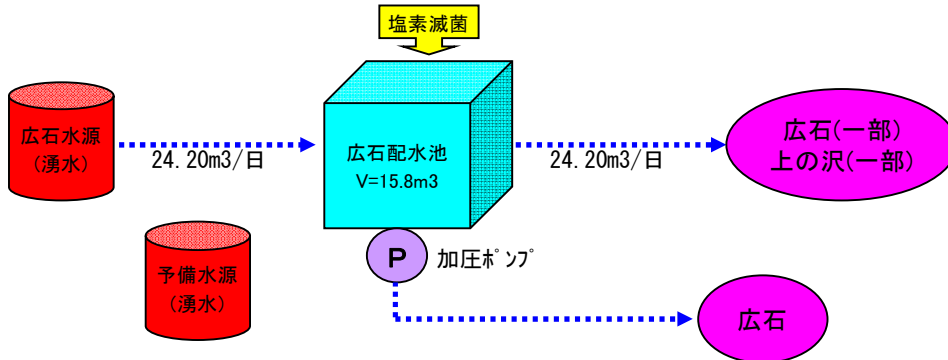 塩素滅菌
広石水源
(湧水)
24.20m3/日
広石配水池
V=15.8m3
24.20m3/日
広石(一部)
上の沢(一部)
予備水源
(湧水)
P
加圧ﾎﾟﾝﾌﾟ
広石